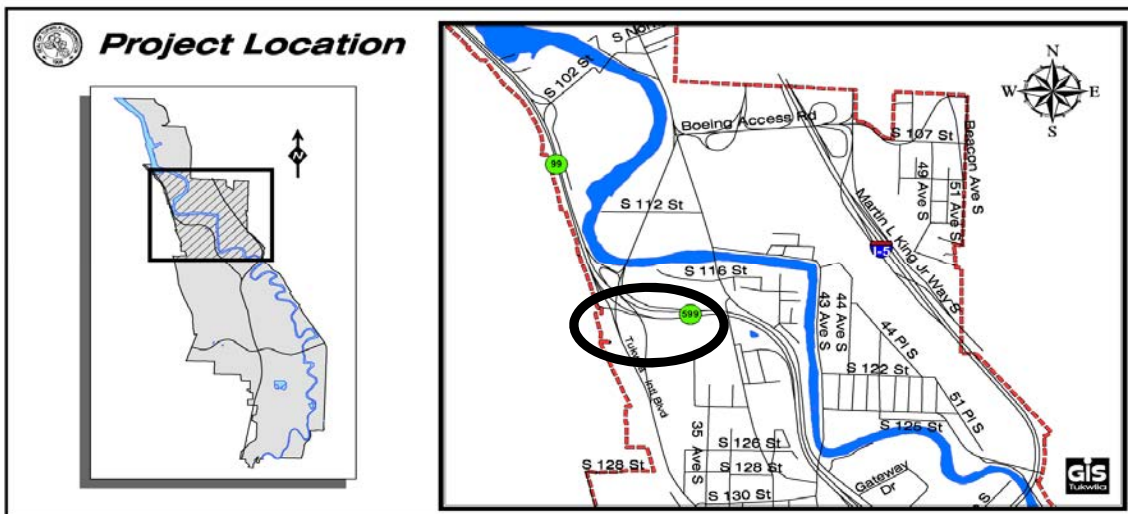 Project Location
N
N
W
E
S
S 102 St
S Nor
Boeing Access Rd
S 107 St
Beacon Ave S
49 Ave S
51 Ave S
99
S 112 St
Martin L King Jr Way S
I-5
S 116 St
43 Ave S
44 Ave S
599
44 Pl S
Tukwila Intl Blvd
S 122 St
51 Pl S
S 125 St
35 Ave S
S 126 St
S 128 St
S 128 St
S 130 St
Gateway Dr
S
GIS
Tukwila